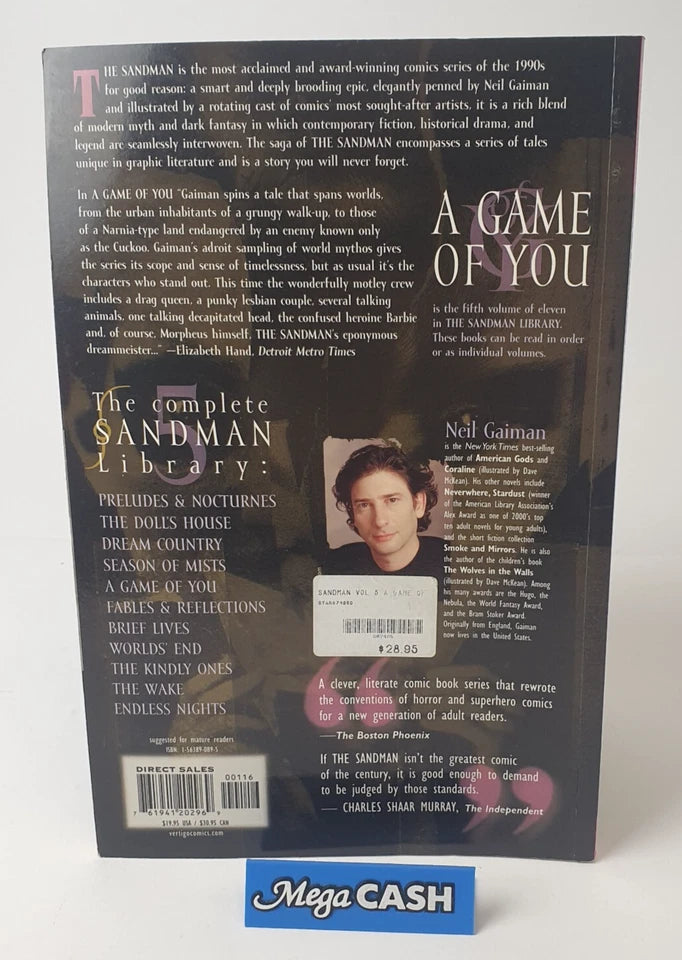 THE SANDMAN is the most acclaimed and award-winning comics series of the 1990s
for good reason: a smart and deeply brooding epic, elegantly penned by Neil Gaiman
and illustrated by a rotating cast of comics' most sought-after artists, it is a rich blend
of modern myth and dark fantasy in which contemporary fiction, historical drama, and
legend are seamlessly interwoven. The saga of THE SANDMAN encompasses a series of tales
unique in graphic literature and is a story you will never forget.
In A GAME OF YOU "Gaiman spins a tale that spans worlds,
from the urban inhabitants of a grungy walk-up, to those
of a Narnia-type land endangered by an enemy known only
as the Cuckoo. Gaiman's adroit sampling of world mythos gives
the series its scope and sense of timelessness, but as usual it's the
characters who stand out. This time the wonderfully motley crew
includes a drag queen, a punky lesbian couple, several talking
animals, one talking decapitated head, the confused heroine Barbie
and, of course, Morpheus himself, THE SANDMAN's eponymous
dreammeister..." —Elizabeth Hand, Detroit Metro Times
A GAME
OF YOU
is the fifth volume of eleven
in THE SANDMAN LIBRARY.
These books can be read in order
or as individual volumes.
5
The complete
SANDMAN
Library:
PRELUDES & NOCTURNES
THE DOLL'S HOUSE
DREAM COUNTRY
SEASON OF MISTS
A GAME OF YOU
FABLES & REFLECTIONS
BRIEF LIVES
WORLDS' END
THE KINDLY ONES
THE WAKE
ENDLESS NIGHTS
Neil Gaiman
is the New York Times best-selling
author of American Gods and
Coraline (illustrated by Dave
McKean). His other novels include
Neverwhere, Stardust (winner
of the American Library Association's
Alex Award as one of 2000's top
ten adult novels for young adults),
and the short fiction collection
Smoke and Mirrors. He is also
the author of the children's book
The Wolves in the Walls
(illustrated by Dave McKean). Among
his many awards are the Hugo, the
Nebula, the World Fantasy Award,
and the Bram Stoker Award.
Originally from England, Gaiman
now lives in the United States.
SANDMAN VOL 5 A GAME OF
$28.95
A clever, literate comic book series that rewrote
the conventions of horror and superhero comics
for a new generation of adult readers.
—The Boston Phoenix
If THE SANDMAN isn't the greatest comic
of the century, it is good enough to demand
to be judged by those standards.
— CHARLES SHAAR MURRAY, The Independent
suggested for mature readers
ISBN: 1-56389-089-5
DIRECT SALES
00116
7 61941 20296 9
$19.95 USA / $30.95 CAN
vertigocomics.com
Mega CASH